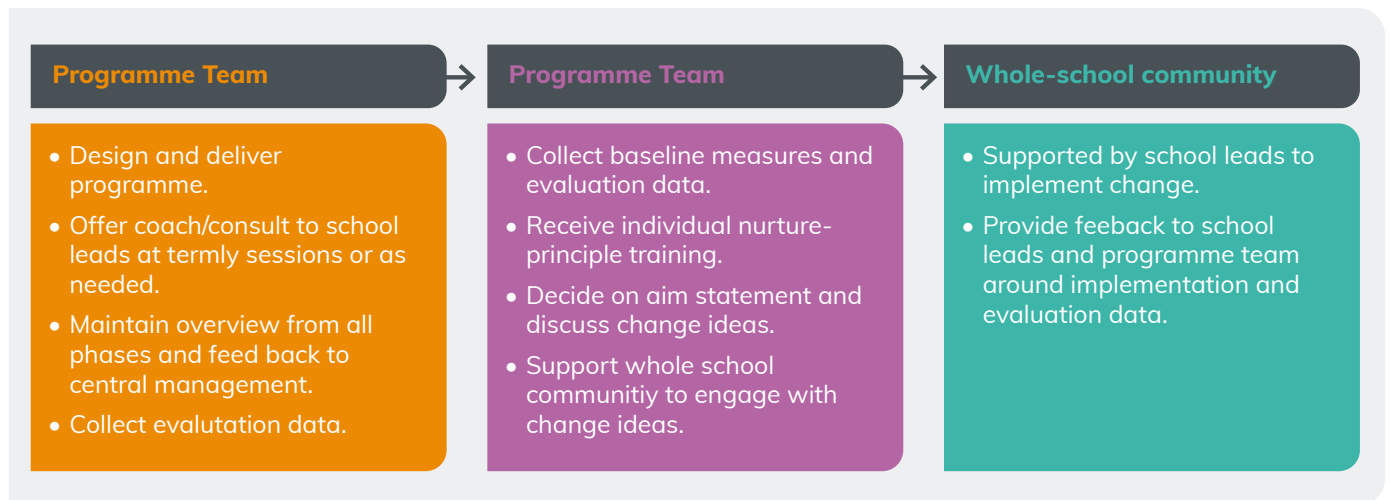 Programme Team
• Design and deliver
programme.
• Offer coach/consult to school
leads at termly sessions or as
needed.
• Maintain overview from all
phases and feed back to
central management.
• Collect evalutation data.
Programme Team
• Collect baseline measures and
evaluation data.
• Receive individual nurture-
principle training.
• Decide on aim statement and
discuss change ideas.
• Support whole school
communitiy to engage with
change ideas.
Whole-school community
• Supported by school leads to
implement change.
• Provide feeback to school
leads and programme team
around implementation and
evaluation data.